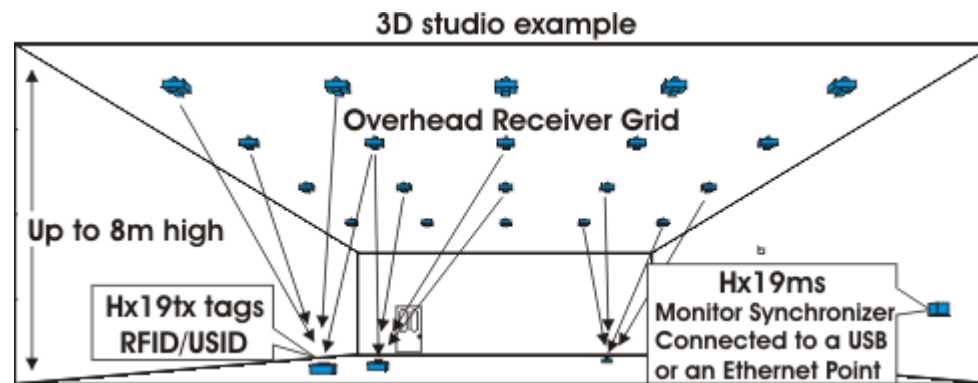 3D studio example
Overhead Receiver Grid
Up to 8m high
Hx19tx tags
RFID/USID
Hx19ms
Monitor Synchronizer
Connected to a USB
or an Ethernet Point